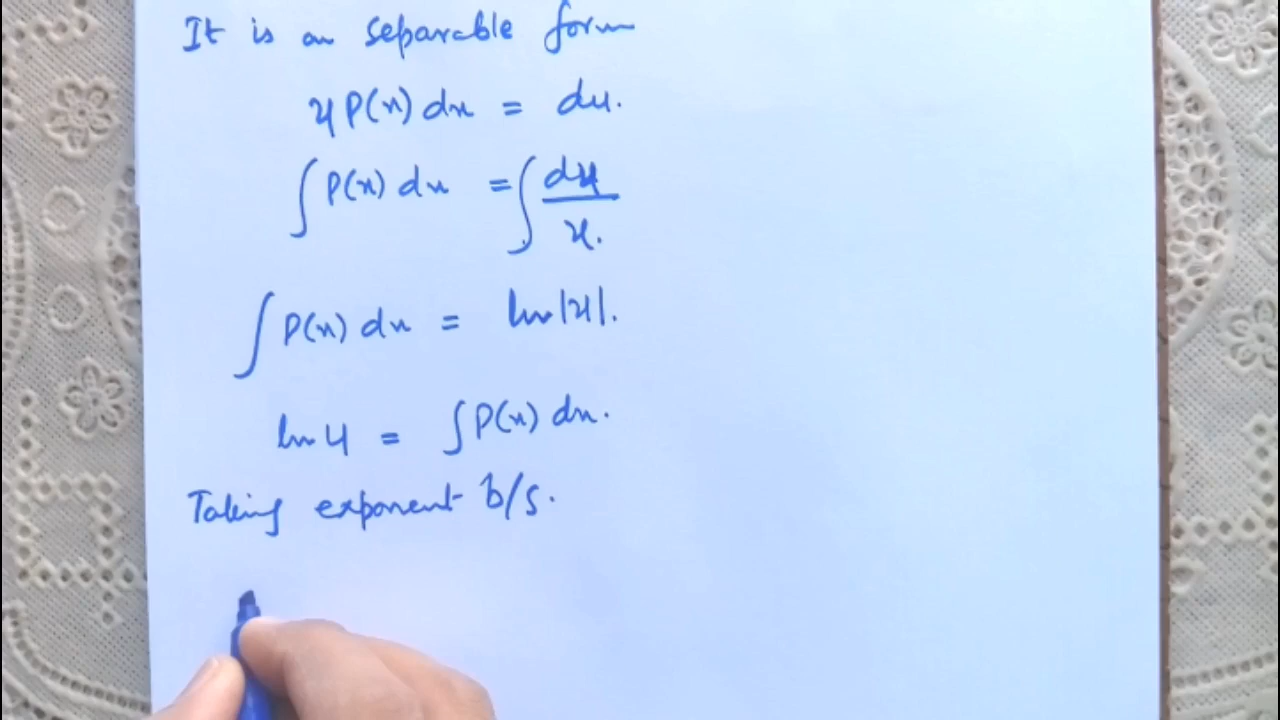 It is an separable form
μ P(x) dx = dμ.
∫ P(x) dx = ∫ dμ / μ.
∫ P(x) dx = ln |μ|.
ln μ = ∫ P(x) dx.
Taking exponent b/s.